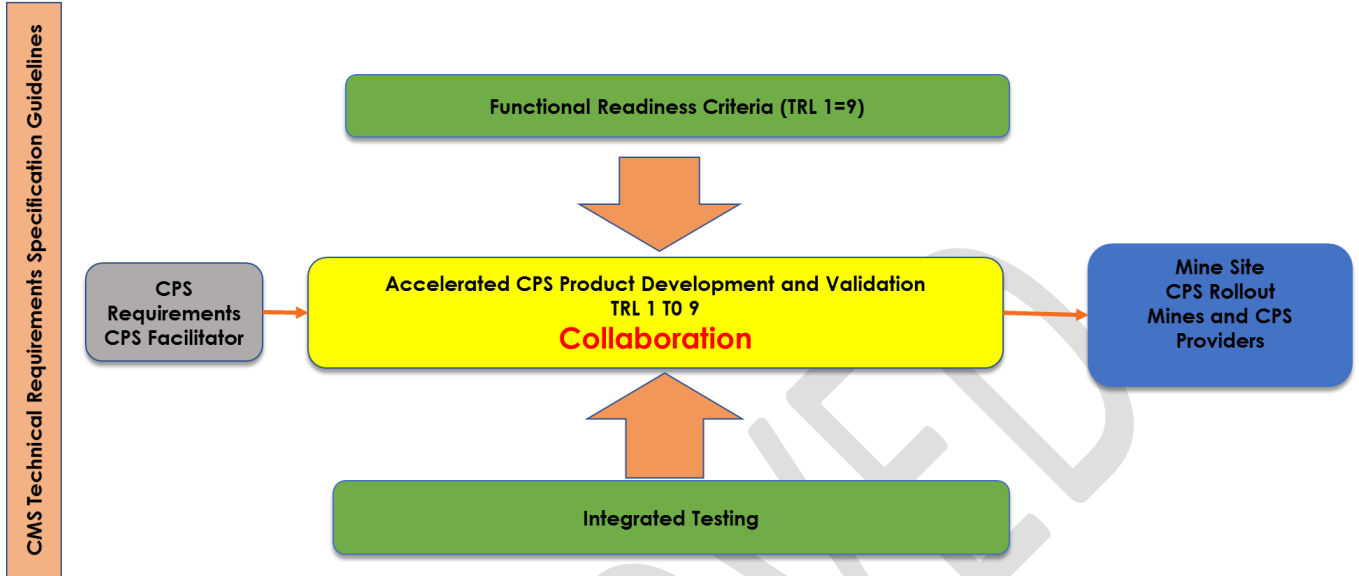 CMS Technical Requirements Specification Guidelines
Functional Readiness Criteria (TRL 1=9)
CPS
Requirements
CPS Facilitator
Accelerated CPS Product Development and Validation
TRL 1 T0 9
Collaboration
Mine Site
CPS Rollout
Mines and CPS
Providers
Integrated Testing